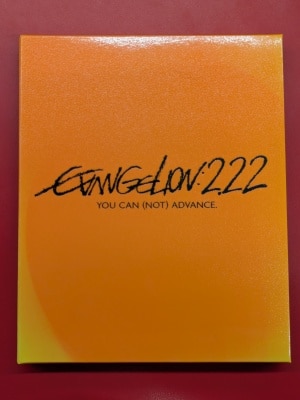 EVANGELION:2.22
YOU CAN (NOT) ADVANCE.